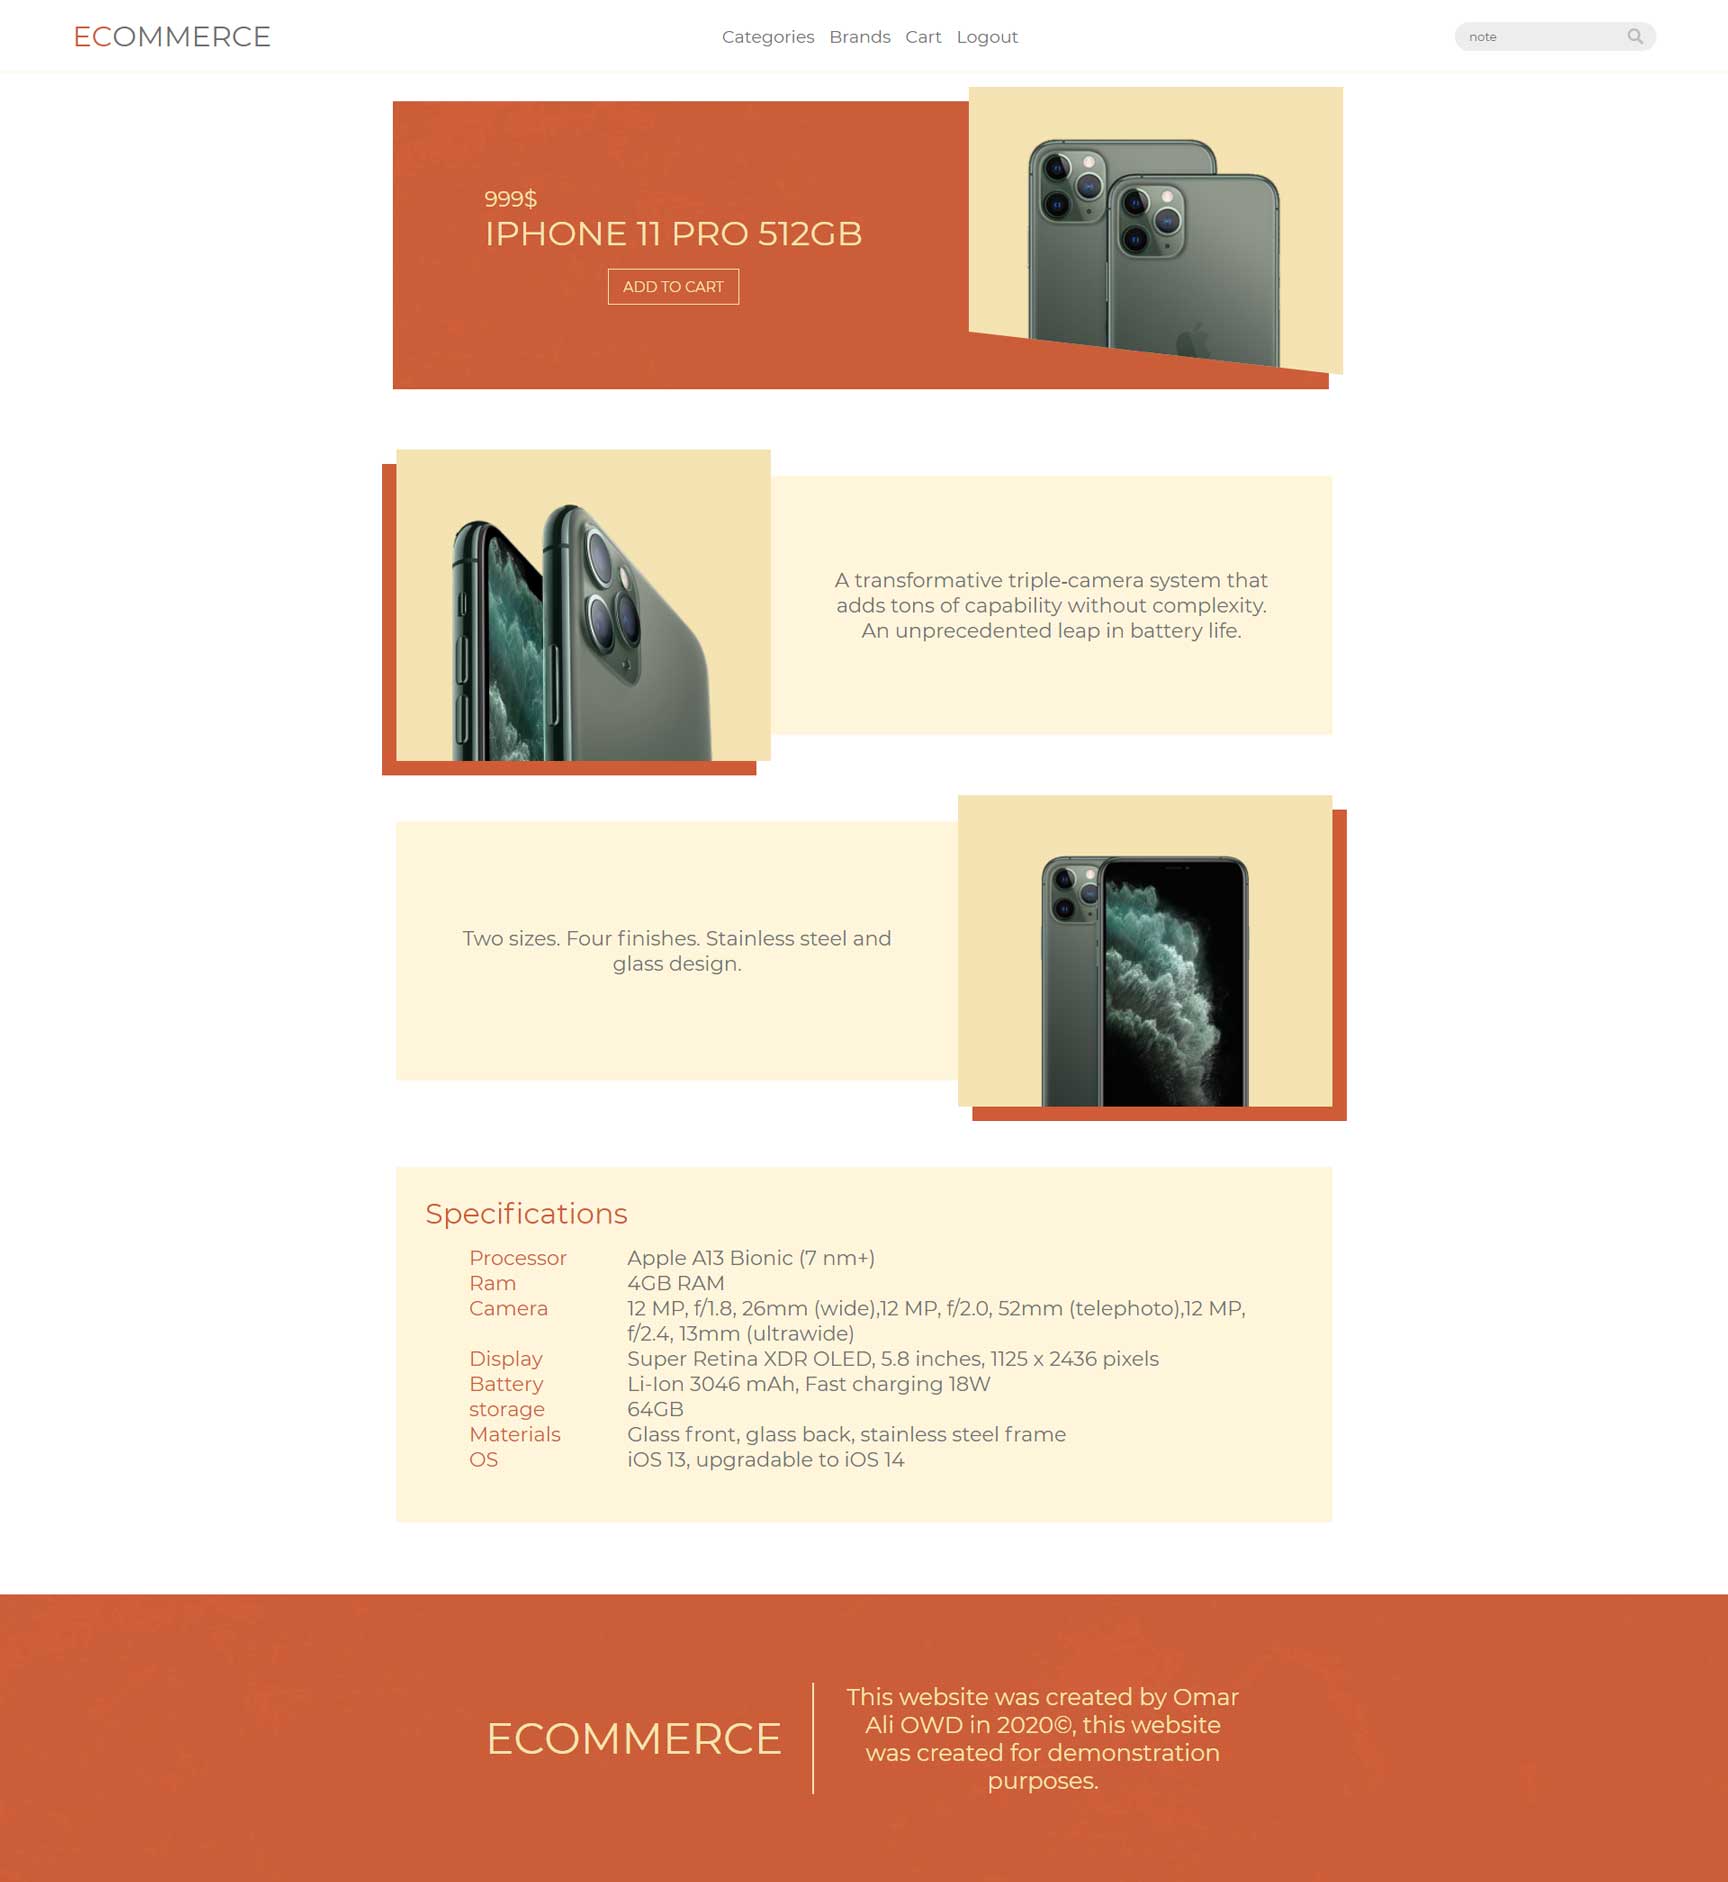 ECOMMERCE
Categories Brands Cart Logout
note
999$
IPHONE 11 PRO 512GB
ADD TO CART
A transformative triple-camera system that
adds tons of capability without complexity.
An unprecedented leap in battery life.
Two sizes. Four finishes. Stainless steel and
glass design.
Specifications
Processor Apple A13 Bionic (7 nm+)
Ram 4GB RAM
Camera 12 MP, f/1.8, 26mm (wide),12 MP, f/2.0, 52mm (telephoto),12 MP,
f/2.4, 13mm (ultrawide)
Display Super Retina XDR OLED, 5.8 inches, 1125 x 2436 pixels
Battery Li-Ion 3046 mAh, Fast charging 18W
storage 64GB
Materials Glass front, glass back, stainless steel frame
OS iOS 13, upgradable to iOS 14
ECOMMERCE
This website was created by Omar
Ali OWD in 2020©, this website
was created for demonstration
purposes.